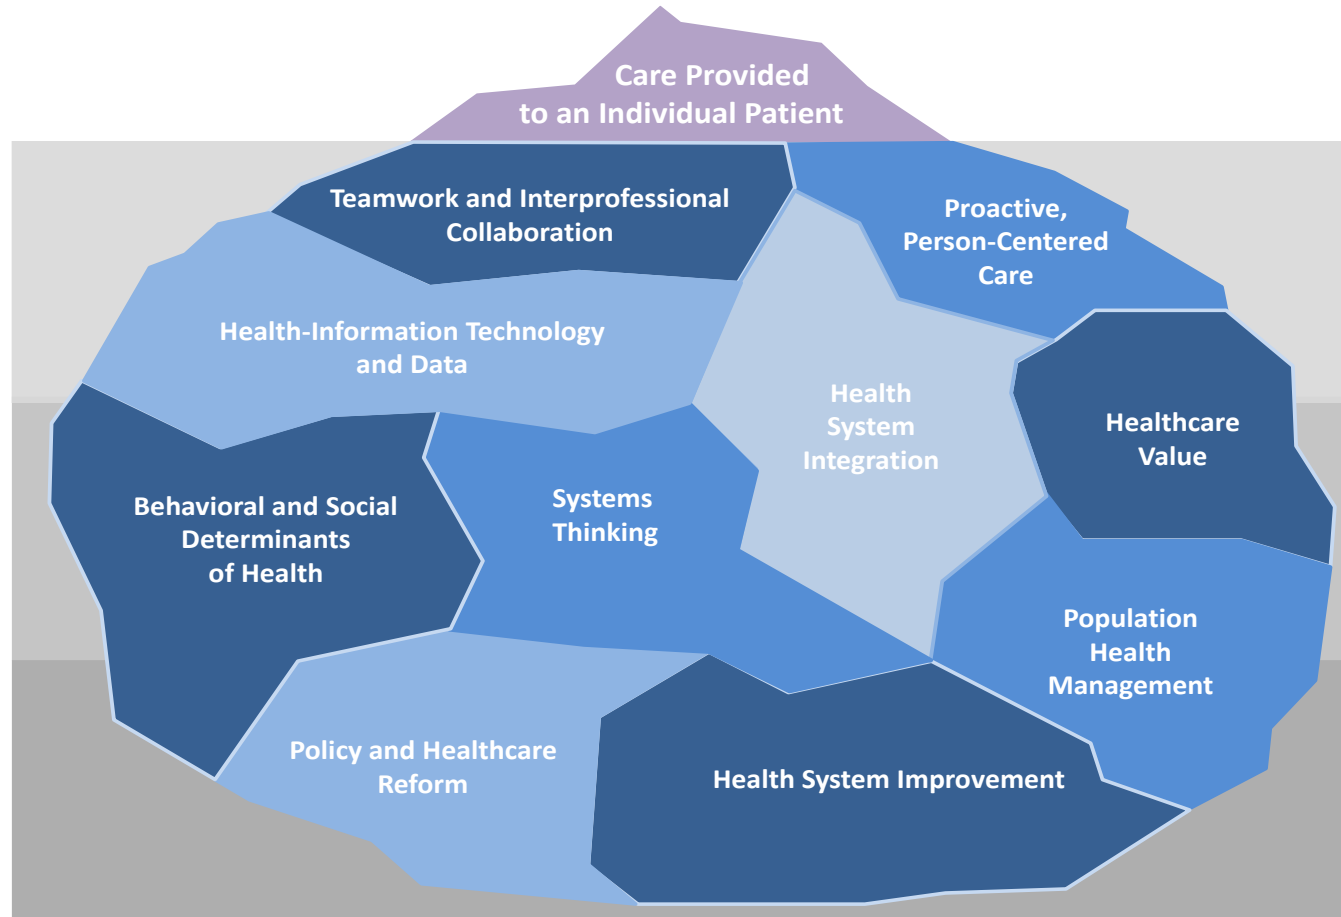 Care Provided
to an Individual Patient
Teamwork and Interprofessional
Collaboration
Proactive,
Person-Centered
Care
Health-Information Technology
and Data
Health
System
Integration
Healthcare
Value
Behavioral and Social
Determinants
of Health
Systems
Thinking
Population
Health
Management
Policy and Healthcare
Reform
Health System Improvement